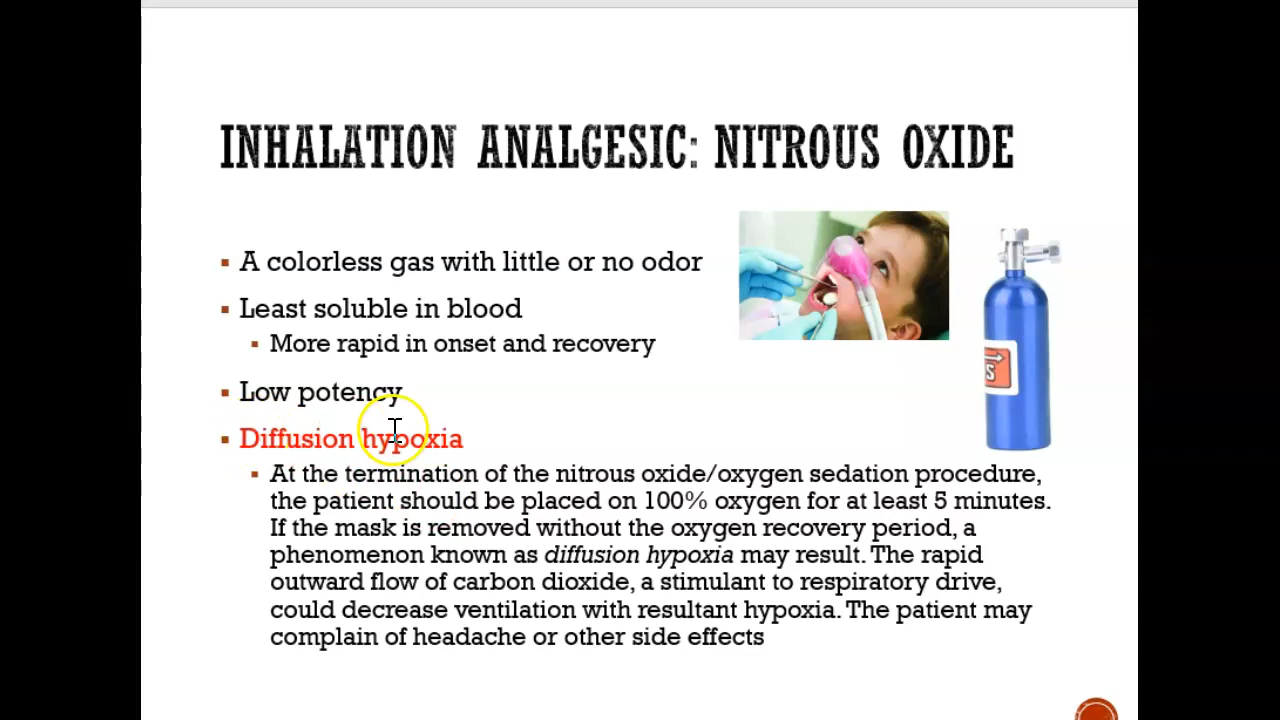 INHALATION ANALGESIC: NITROUS OXIDE
A colorless gas with little or no odor
Least soluble in blood
More rapid in onset and recovery
Low potency
Diffusion hypoxia
At the termination of the nitrous oxide/oxygen sedation procedure,
the patient should be placed on 100% oxygen for at least 5 minutes.
If the mask is removed without the oxygen recovery period, a
phenomenon known as diffusion hypoxia may result. The rapid
outward flow of carbon dioxide, a stimulant to respiratory drive,
could decrease ventilation with resultant hypoxia. The patient may
complain of headache or other side effects